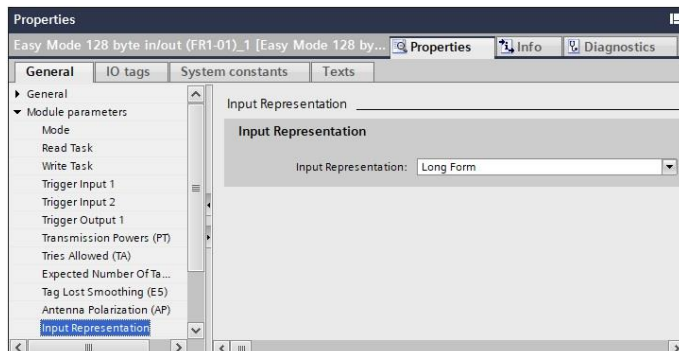 Properties
Easy Mode 128 byte in/out (FR1-01)_1 [Easy Mode 128 by...
Properties
Info
Diagnostics
General
IO tags
System constants
Texts
General
Module parameters
Mode
Read Task
Write Task
Trigger Input 1
Trigger Input 2
Trigger Output 1
Transmission Powers (PT)
Tries Allowed (TA)
Expected Number Of Ta...
Tag Lost Smoothing (E5)
Antenna Polarization (AP)
Input Representation
Input Representation
Input Representation
Input Representation: Long Form